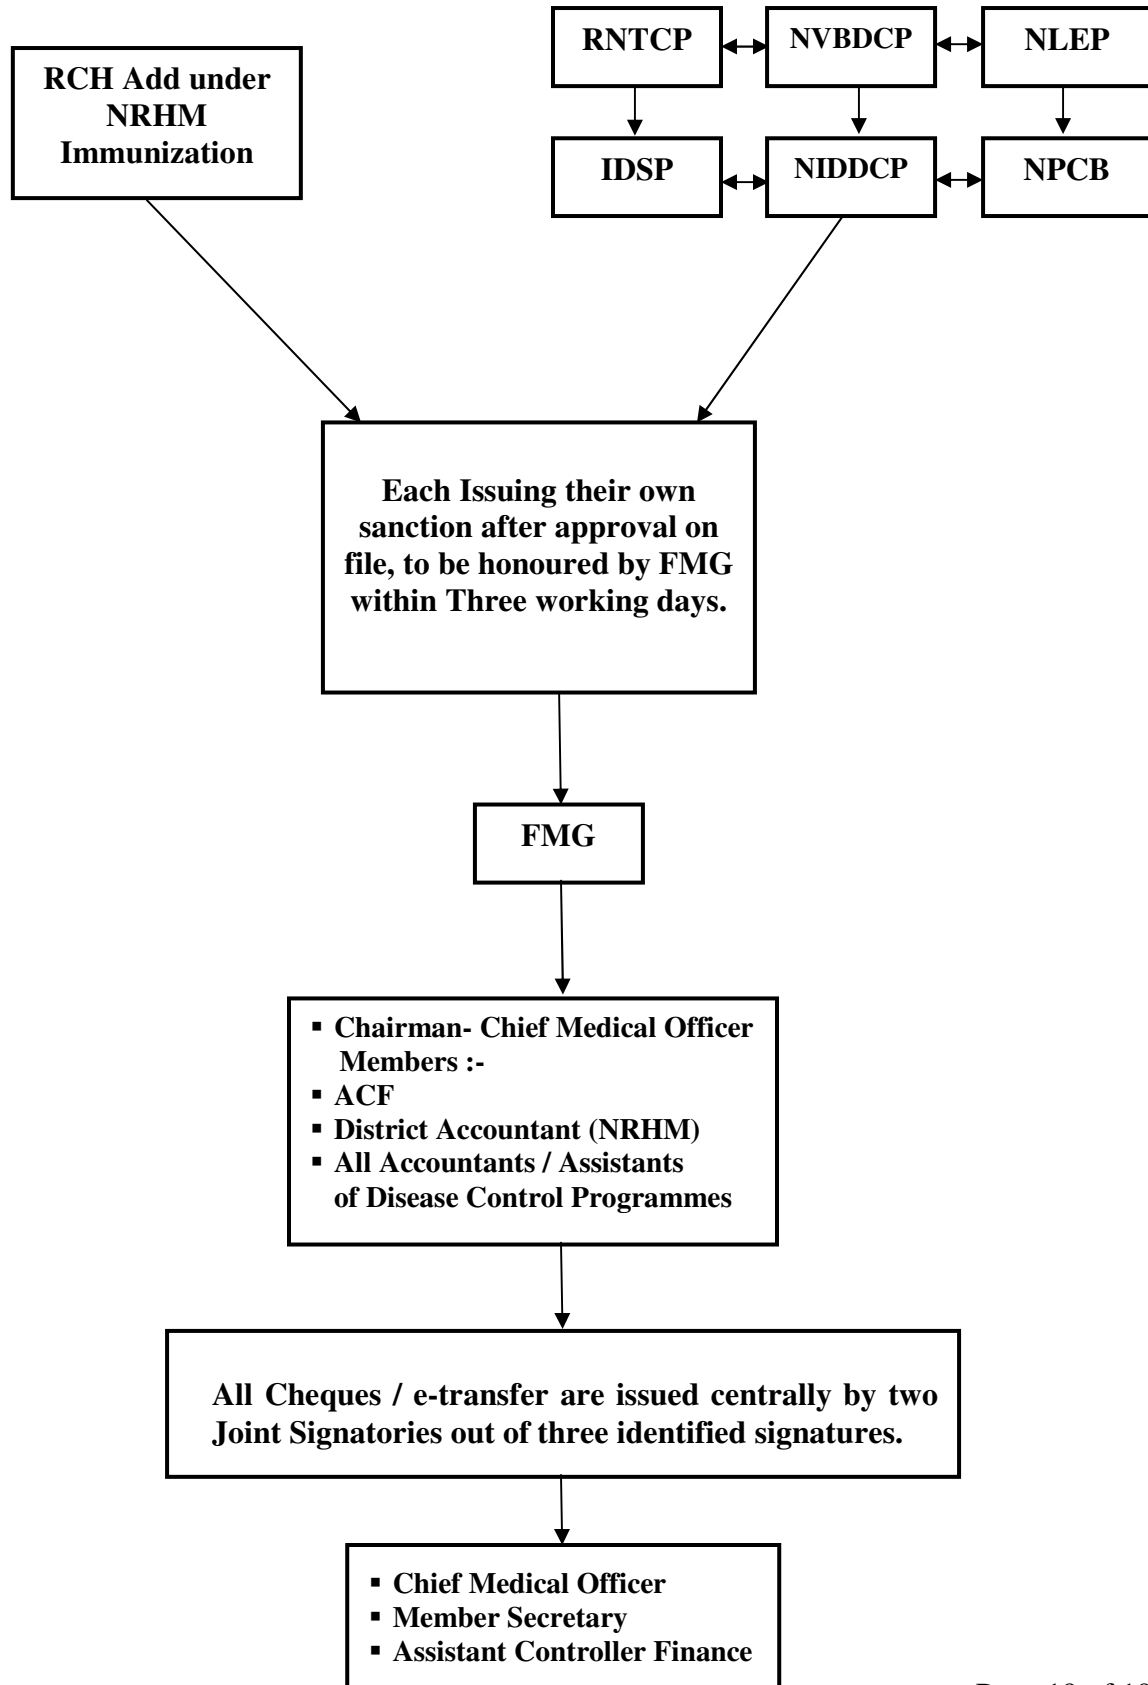 RNTCP
NVBDCP
NLEP
RCH Add under
NRHM
Immunization
IDSP
NIDDCP
NPCB
Each Issuing their own
sanction after approval on
file, to be honoured by FMG
within Three working days.
FMG
▪ Chairman- Chief Medical Officer
Members :-
▪ ACF
▪ District Accountant (NRHM)
▪ All Accountants / Assistants
of Disease Control Programmes
All Cheques / e-transfer are issued centrally by two
Joint Signatories out of three identified signatures.
▪ Chief Medical Officer
▪ Member Secretary
▪ Assistant Controller Finance